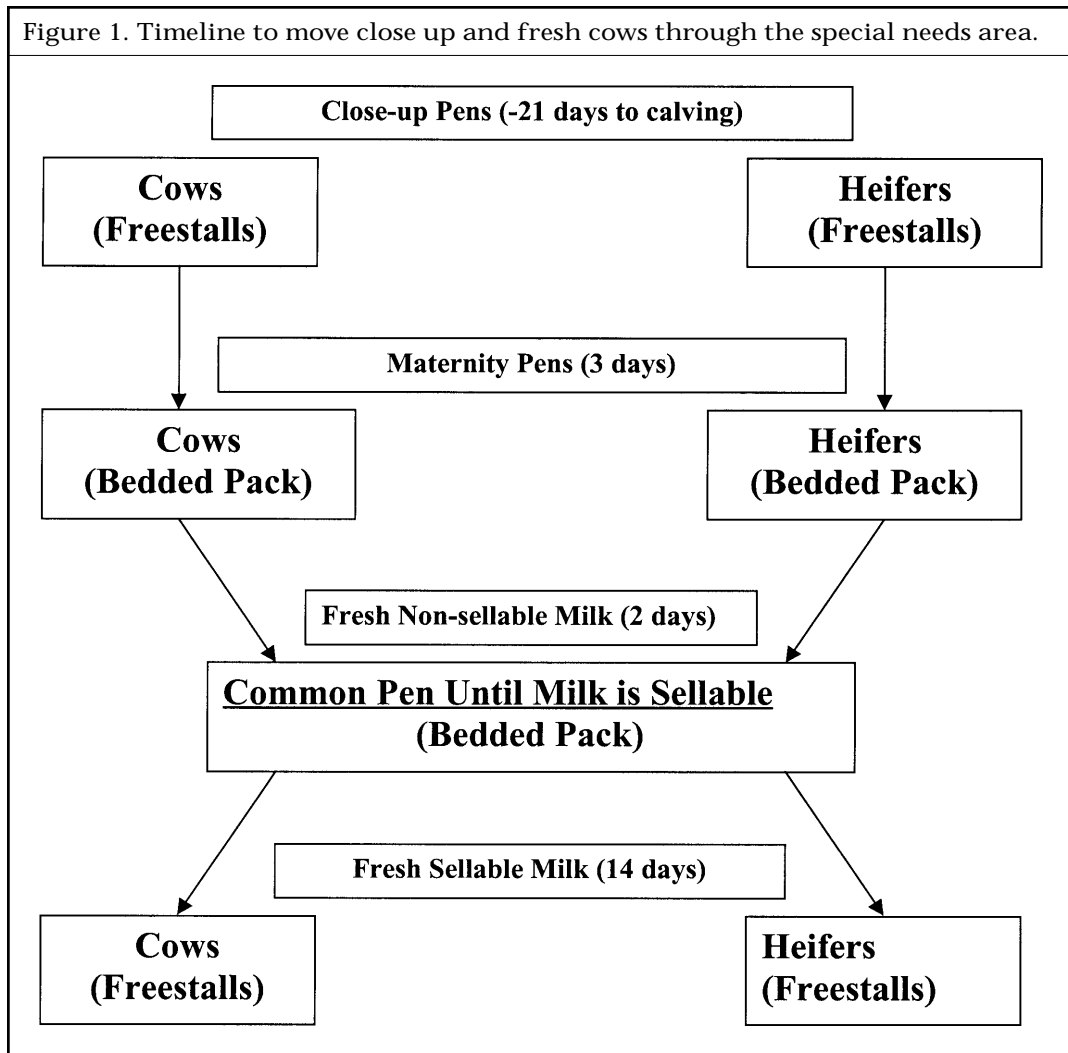 Figure 1. Timeline to move close up and fresh cows through the special needs area.
Close-up Pens (-21 days to calving)
Cows
(Freestalls)
Heifers
(Freestalls)
Maternity Pens (3 days)
Cows
(Bedded Pack)
Heifers
(Bedded Pack)
Fresh Non-sellable Milk (2 days)
Common Pen Until Milk is Sellable
(Bedded Pack)
Fresh Sellable Milk (14 days)
Cows
(Freestalls)
Heifers
(Freestalls)